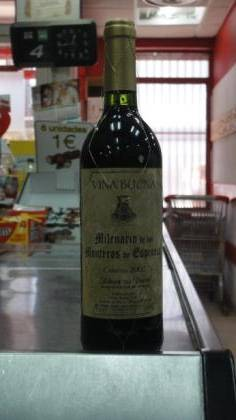 4
6 unidades
1€
VIÑA BUENA
Milenario de los
Monteros de Espinosa
Crianza 2002
Ribera del Duero